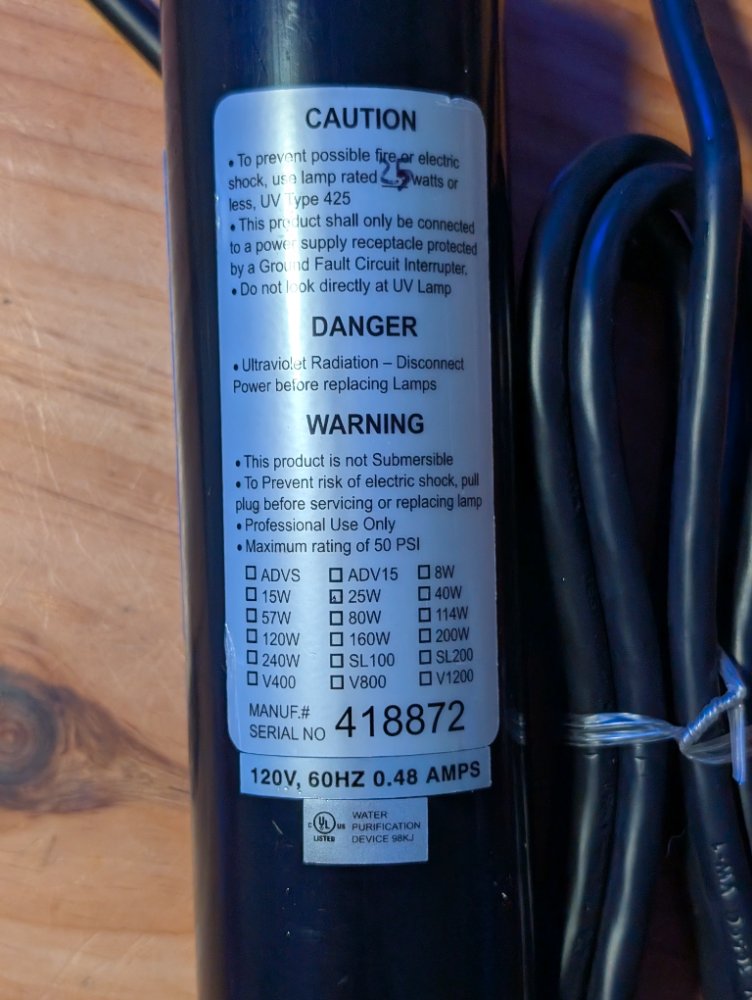 CAUTION
• To prevent possible fire or electric
shock, use lamp rated 25 watts or
less, UV Type 425
• This product shall only be connected
to a power supply receptacle protected
by a Ground Fault Circuit Interrupter.
• Do not look directly at UV Lamp
DANGER
• Ultraviolet Radiation – Disconnect
Power before replacing Lamps
WARNING
• This product is not Submersible
• To Prevent risk of electric shock, pull
plug before servicing or replacing lamp
• Professional Use Only
• Maximum rating of 50 PSI
☐ ADVS ☐ ADV15 ☐ 8W
☐ 15W ☒ 25W ☐ 40W
☐ 57W ☐ 80W ☐ 114W
☐ 120W ☐ 160W ☐ 200W
☐ 240W ☐ SL100 ☐ SL200
☐ V400 ☐ V800 ☐ V1200
MANUF.#
SERIAL NO 418872
120V, 60HZ 0.48 AMPS
C UL US
LISTED
WATER
PURIFICATION
DEVICE 98KJ